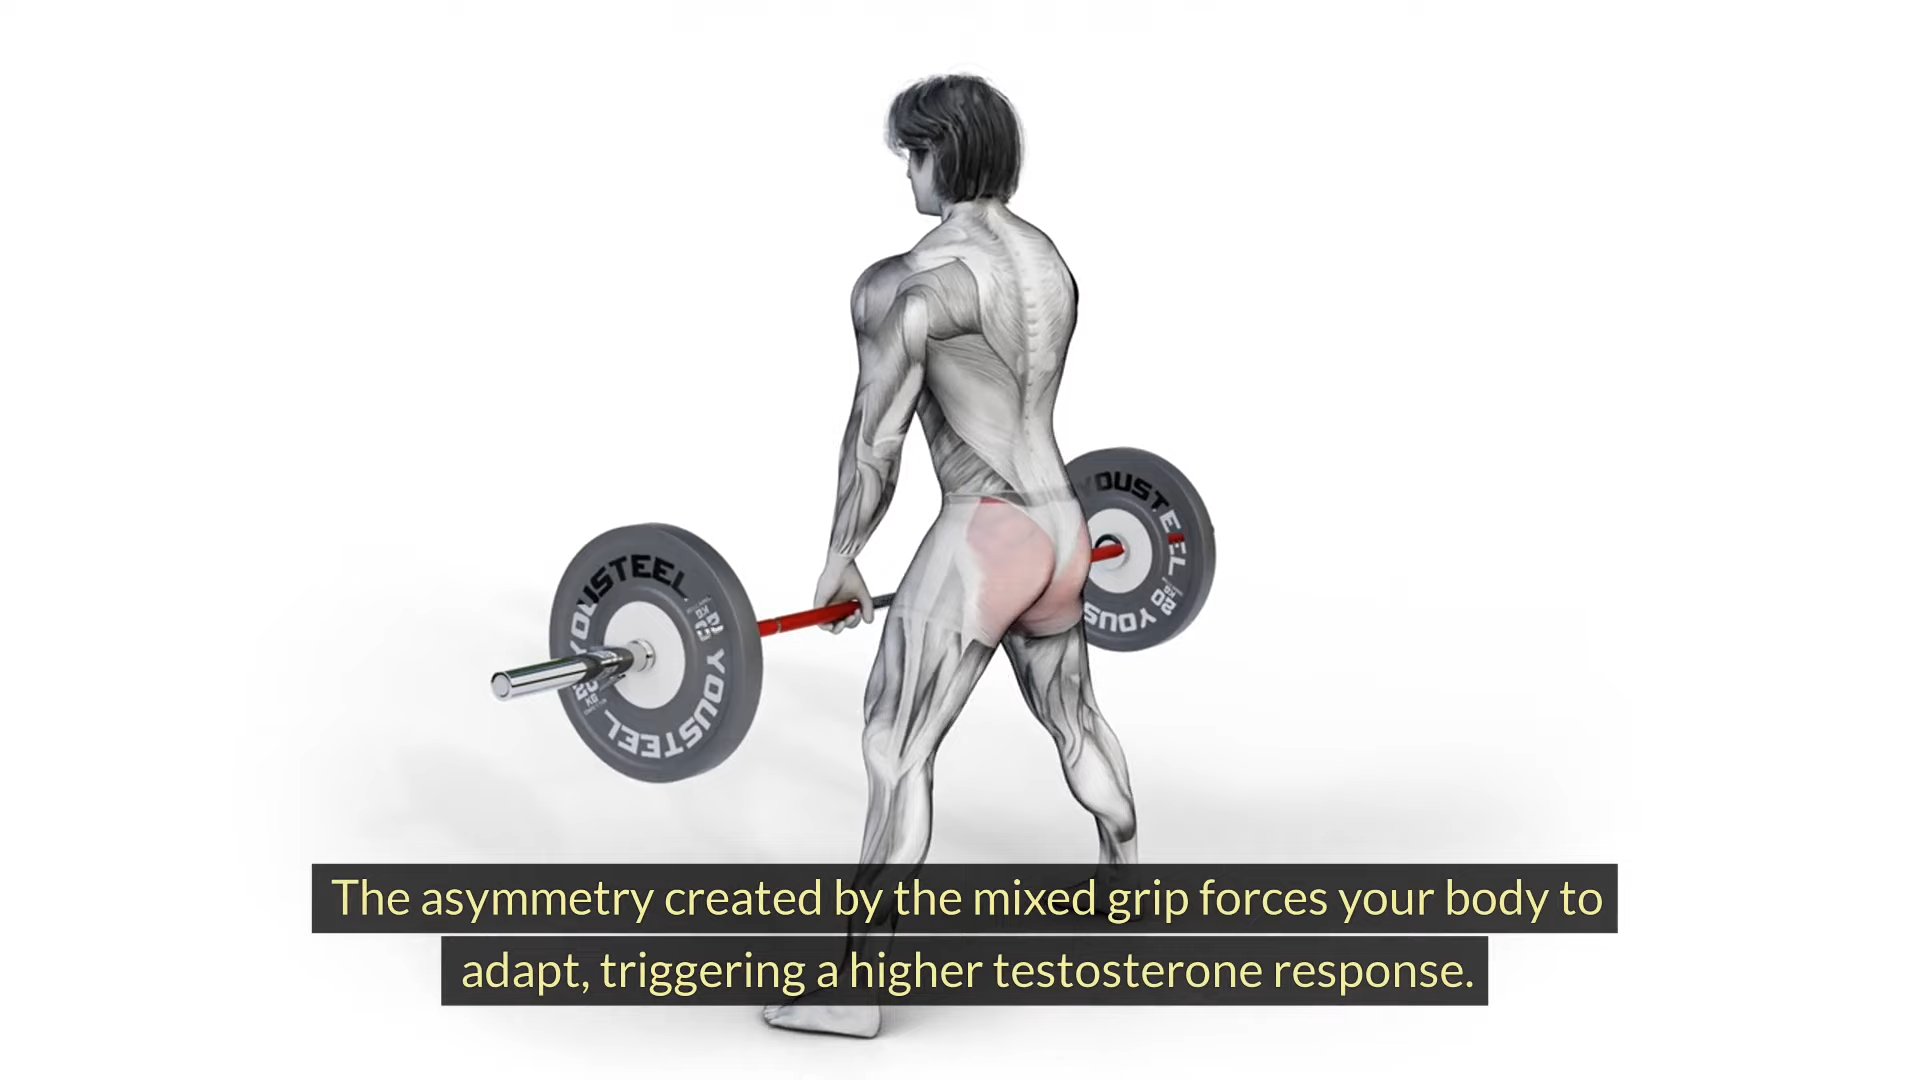 YOUSTEEL
YOUSTEEL
YOUSTEEL
YOUS
The asymmetry created by the mixed grip forces your body to
adapt, triggering a higher testosterone response.